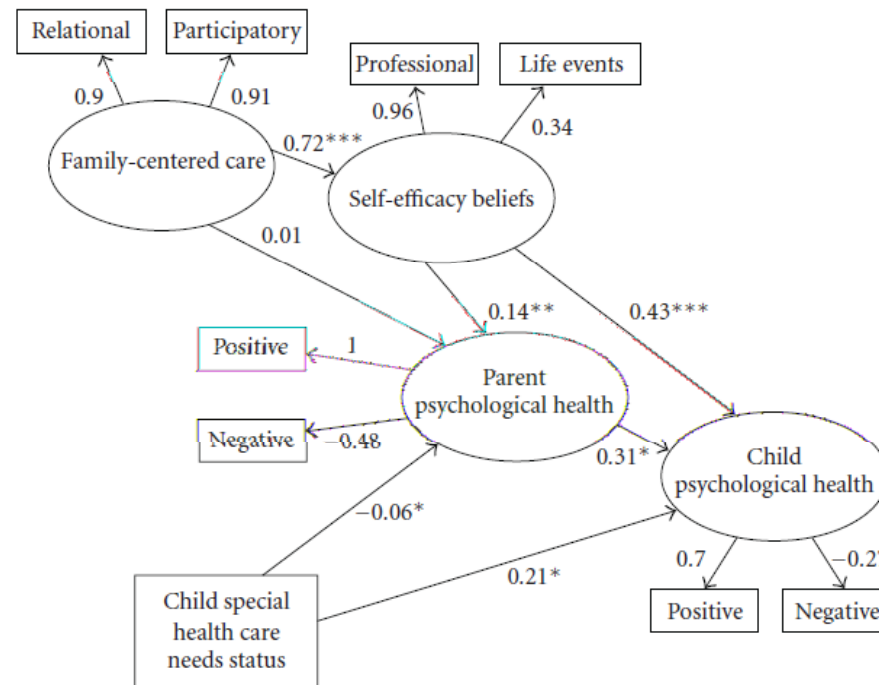 Relational
Participatory
Professional
Life events
0.9
0.91
0.96
0.34
0.72***
Family-centered care
Self-efficacy beliefs
0.01
0.14**
0.43***
Positive
1
Parent
psychological health
Negative
−0.48
0.31*
Child
psychological health
−0.06*
0.21*
0.7
Child special
health care
needs status
Positive
Negative